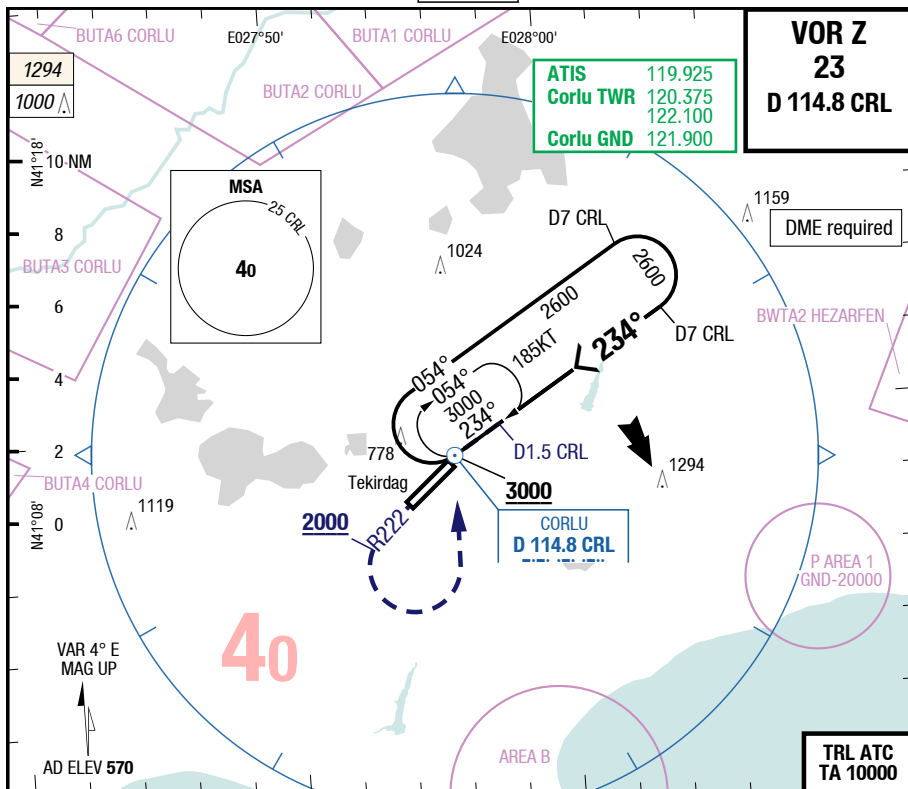 BUTA6 CORLU
E027°50'
BUTA1 CORLU
E028°00'
VOR Z
23
D 114.8 CRL
1294
1000
BUTA2 CORLU
ATIS 119.925
Corlu TWR 120.375
122.100
Corlu GND 121.900
N41°18'
10 NM
MSA
25 CRL
40
1159
DME required
D7 CRL
8
1024
BUTA3 CORLU
2600
2600
6
D7 CRL
BWTA2 HEZARFEN
185KT
234°
4
054°
054°
3000
234°
2
778
D1.5 CRL
1294
BUTA4 CORLU
Tekirdag
3000
1119
N41°08'
0
2000
R222
CORLU
D 114.8 CRL
P AREA 1
GND-20000
40
VAR 4° E
MAG UP
AREA B
AD ELEV 570
TRL ATC
TA 10000